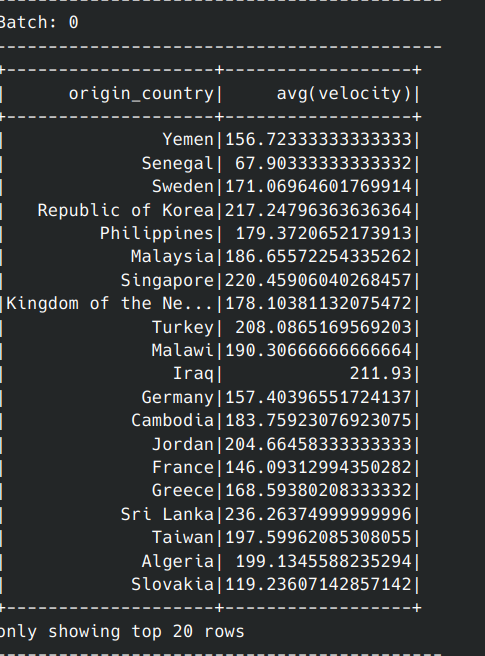 Batch: 0
-------------------------------------------
+--------------------+------------------+
|      origin_country|     avg(velocity)|
+--------------------+------------------+
|               Yemen|156.72333333333333|
|             Senegal| 67.90333333333332|
|              Sweden|171.06964601769914|
|   Republic of Korea|217.24796363636364|
|         Philippines| 179.3720652173913|
|            Malaysia|186.65572254335262|
|           Singapore|220.45906040268457|
|Kingdom of the Ne...|178.10381132075472|
|              Turkey| 208.0865169569203|
|              Malawi|190.30666666666664|
|                Iraq|            211.93|
|             Germany|157.40396551724137|
|            Cambodia|183.75923076923075|
|              Jordan|204.66458333333333|
|              France|146.09312994350282|
|              Greece|168.59380208333332|
|           Sri Lanka|236.26374999999996|
|              Taiwan|197.59962085308055|
|             Algeria| 199.1345588235294|
|            Slovakia|119.23607142857142|
+--------------------+------------------+
only showing top 20 rows